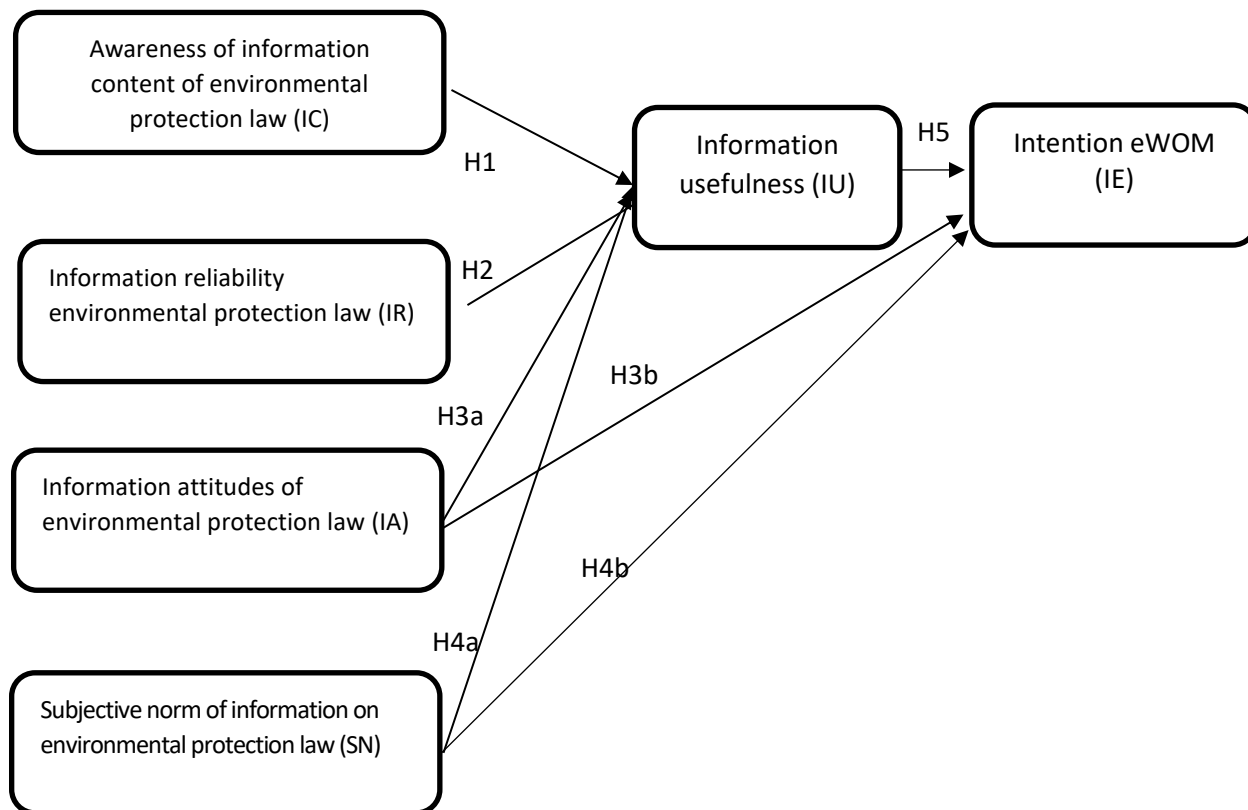 Awareness of information
content of environmental
protection law (IC)
H1
Information
usefulness (IU)
H5
Intention eWOM
(IE)
Information reliability
environmental protection law (IR)
H2
H3a
H3b
Information attitudes of
environmental protection law (IA)
H4b
H4a
Subjective norm of information on
environmental protection law (SN)